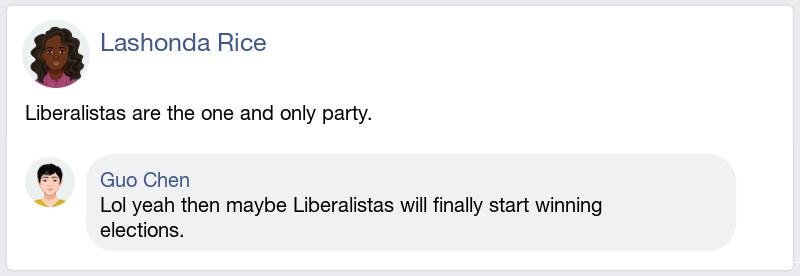 Lashonda Rice
Liberalistas are the one and only party.
Guo Chen
Lol yeah then maybe Liberalistas will finally start winning
elections.